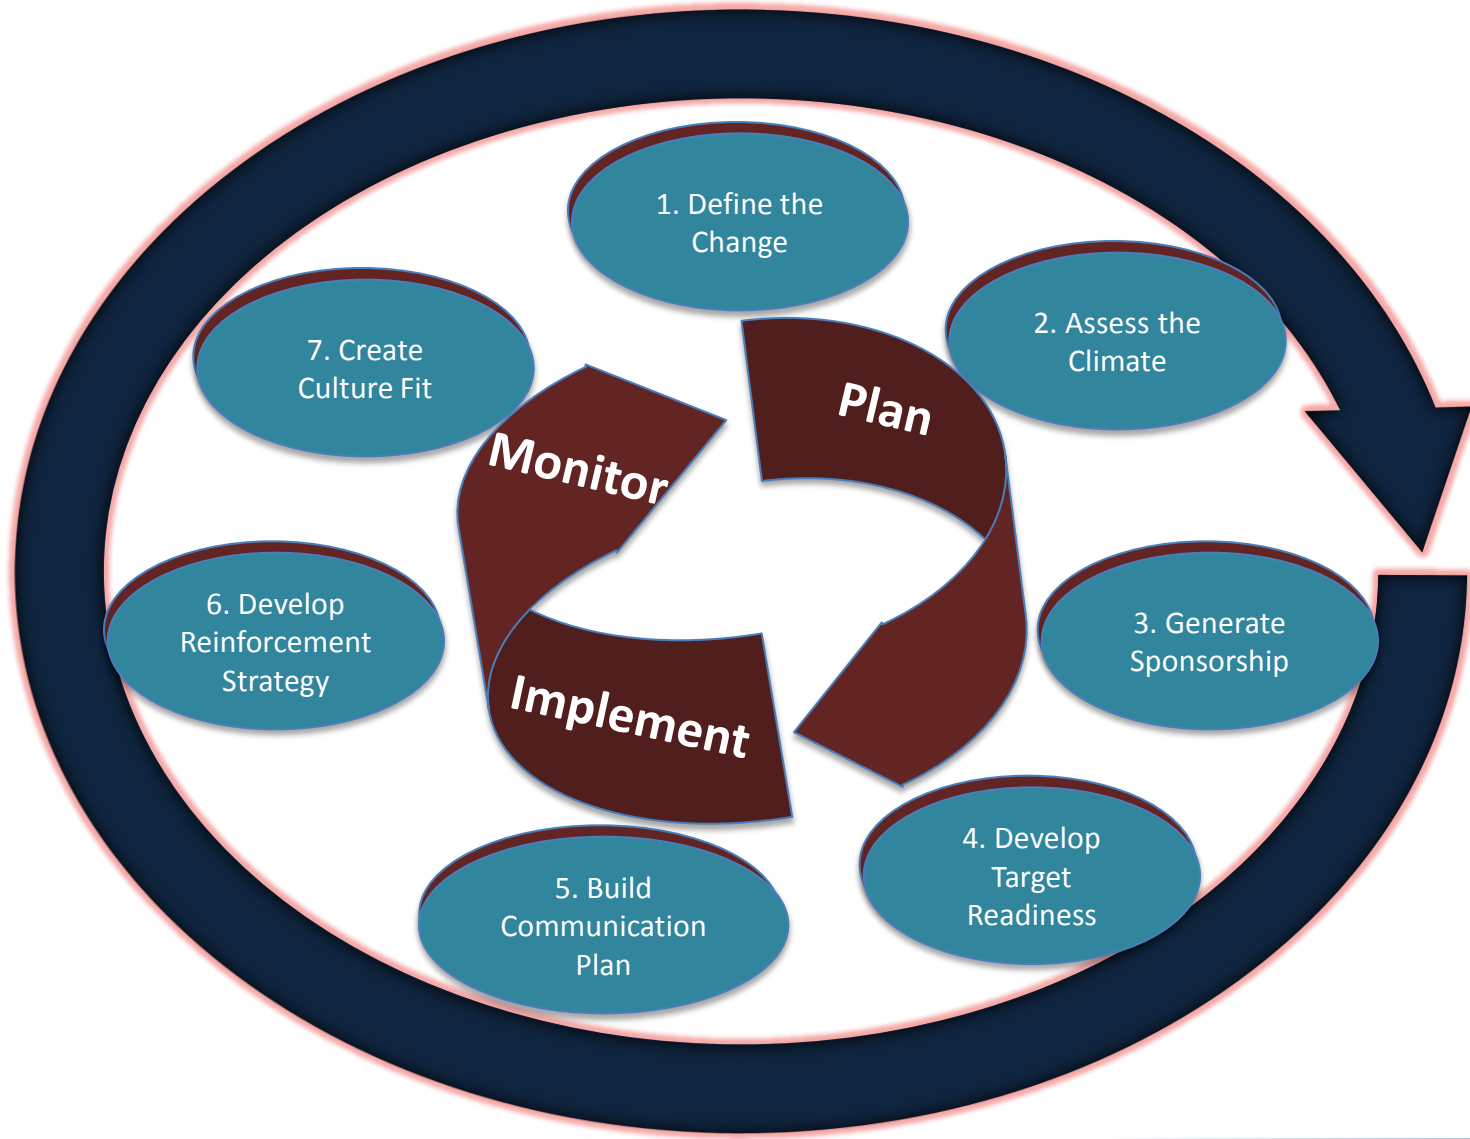 1. Define the
Change
2. Assess the
Climate
3. Generate
Sponsorship
4. Develop
Target
Readiness
5. Build
Communication
Plan
6. Develop
Reinforcement
Strategy
7. Create
Culture Fit
Plan
Implement
Monitor